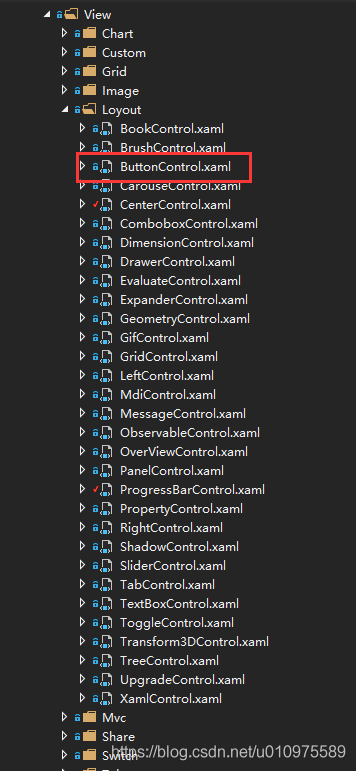 View
Chart
Custom
Grid
Image
Loyout
BookControl.xaml
BrushControl.xaml
ButtonControl.xaml
CarouseControl.xaml
CenterControl.xaml
ComboboxControl.xaml
DimensionControl.xaml
DrawerControl.xaml
EvaluateControl.xaml
ExpanderControl.xaml
GeometryControl.xaml
GifControl.xaml
GridControl.xaml
LeftControl.xaml
MdiControl.xaml
MessageControl.xaml
ObservableControl.xaml
OverViewControl.xaml
PanelControl.xaml
ProgressBarControl.xaml
PropertyControl.xaml
RightControl.xaml
ShadowControl.xaml
SliderControl.xaml
TabControl.xaml
TextBoxControl.xaml
ToggleControl.xaml
Transform3DControl.xaml
TreeControl.xaml
UpgradeControl.xaml
XamlControl.xaml
Mvc
Share
Switch
https://blog.csdn.net/u010975589